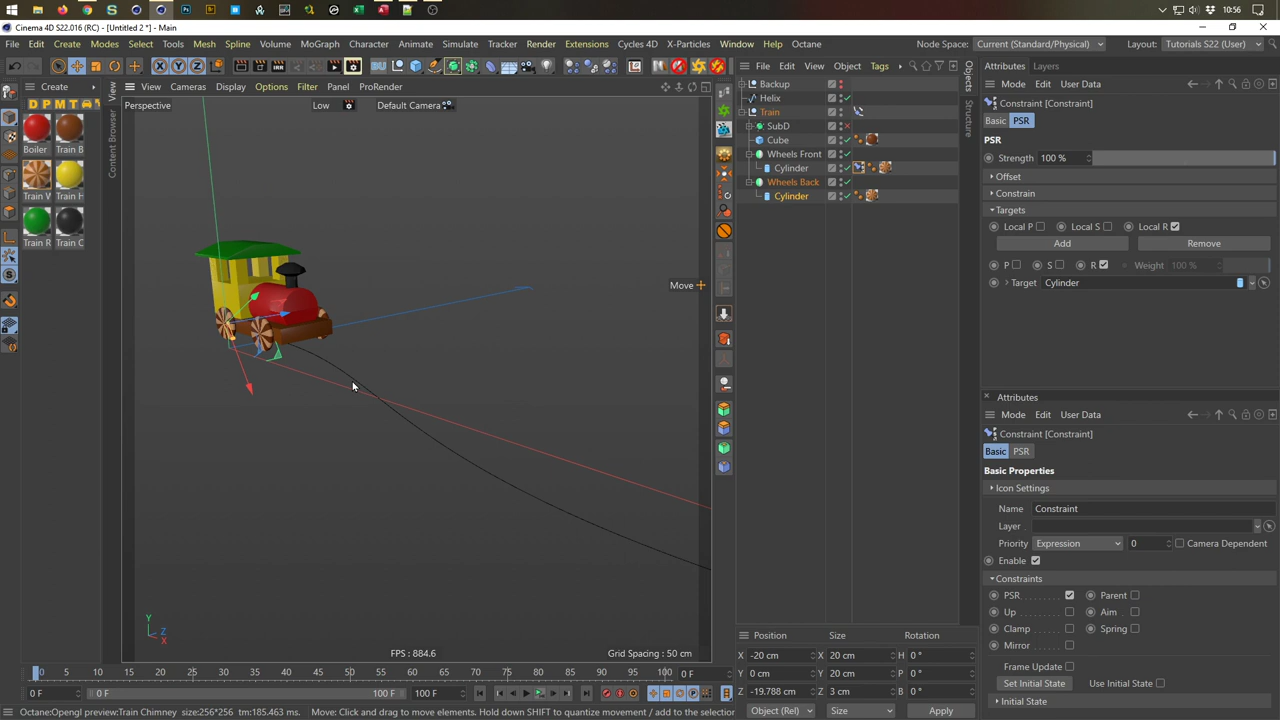 10:56
Cinema 4D S22.016 (RC) - [Untitled 2 *] - Main
File Edit Create Modes Select Tools Mesh Spline Volume MoGraph Character Animate Simulate Tracker Render Extensions Cycles 4D X-Particles Window Help Octane
Node Space: Current (Standard/Physical) Layout: Tutorials S22 (User)
X Y Z
IRR
Create
D P M T
Boiler Train B
Train W Train H
Train R Train C
View
Content Browser
View Cameras Display Options Filter Panel ProRender
Perspective Low Default Camera
Move
Y
Z
X
FPS : 884.6 Grid Spacing : 50 cm
File Edit View Object Tags
Backup
Helix
Train
SubD
Cube
Wheels Front
Cylinder
Wheels Back
Cylinder
Objects
Structure
Attributes Layers
Mode Edit User Data
Constraint [Constraint]
Basic PSR
PSR
Strength 100 %
Offset
Constrain
Targets
Local P Local S Local R
Add Remove
P S R Weight 100 %
Target Cylinder
Attributes
Mode Edit User Data
Constraint [Constraint]
Basic PSR
Basic Properties
Icon Settings
Name Constraint
Layer
Priority Expression 0 Camera Dependent
Enable
Constraints
PSR Parent
Up Aim
Clamp Spring
Mirror
Frame Update
Set Initial State Use Initial State
Initial State
Position Size Rotation
X -20 cm X 20 cm H 0 °
Y 0 cm Y 20 cm P 0 °
Z -19.788 cm Z 3 cm B 0 °
Object (Rel) Size Apply
0 5 10 15 20 25 30 35 40 45 50 55 60 65 70 75 80 85 90 95 100 0 F
0 F 0 F 100 F 100 F
Octane:Opengl preview:Train Chimney size:256*256 tm:185.463 ms. Move: Click and drag to move elements. Hold down SHIFT to quantize movement / add to the selection